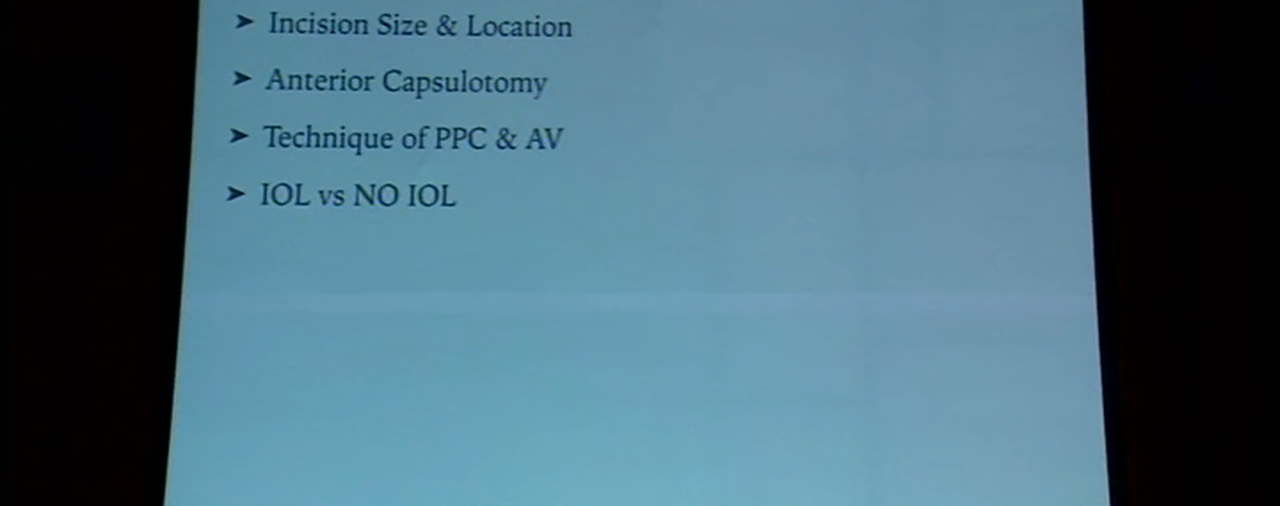 ➤ Incision Size & Location
➤ Anterior Capsulotomy
➤ Technique of PPC & AV
➤ IOL vs NO IOL